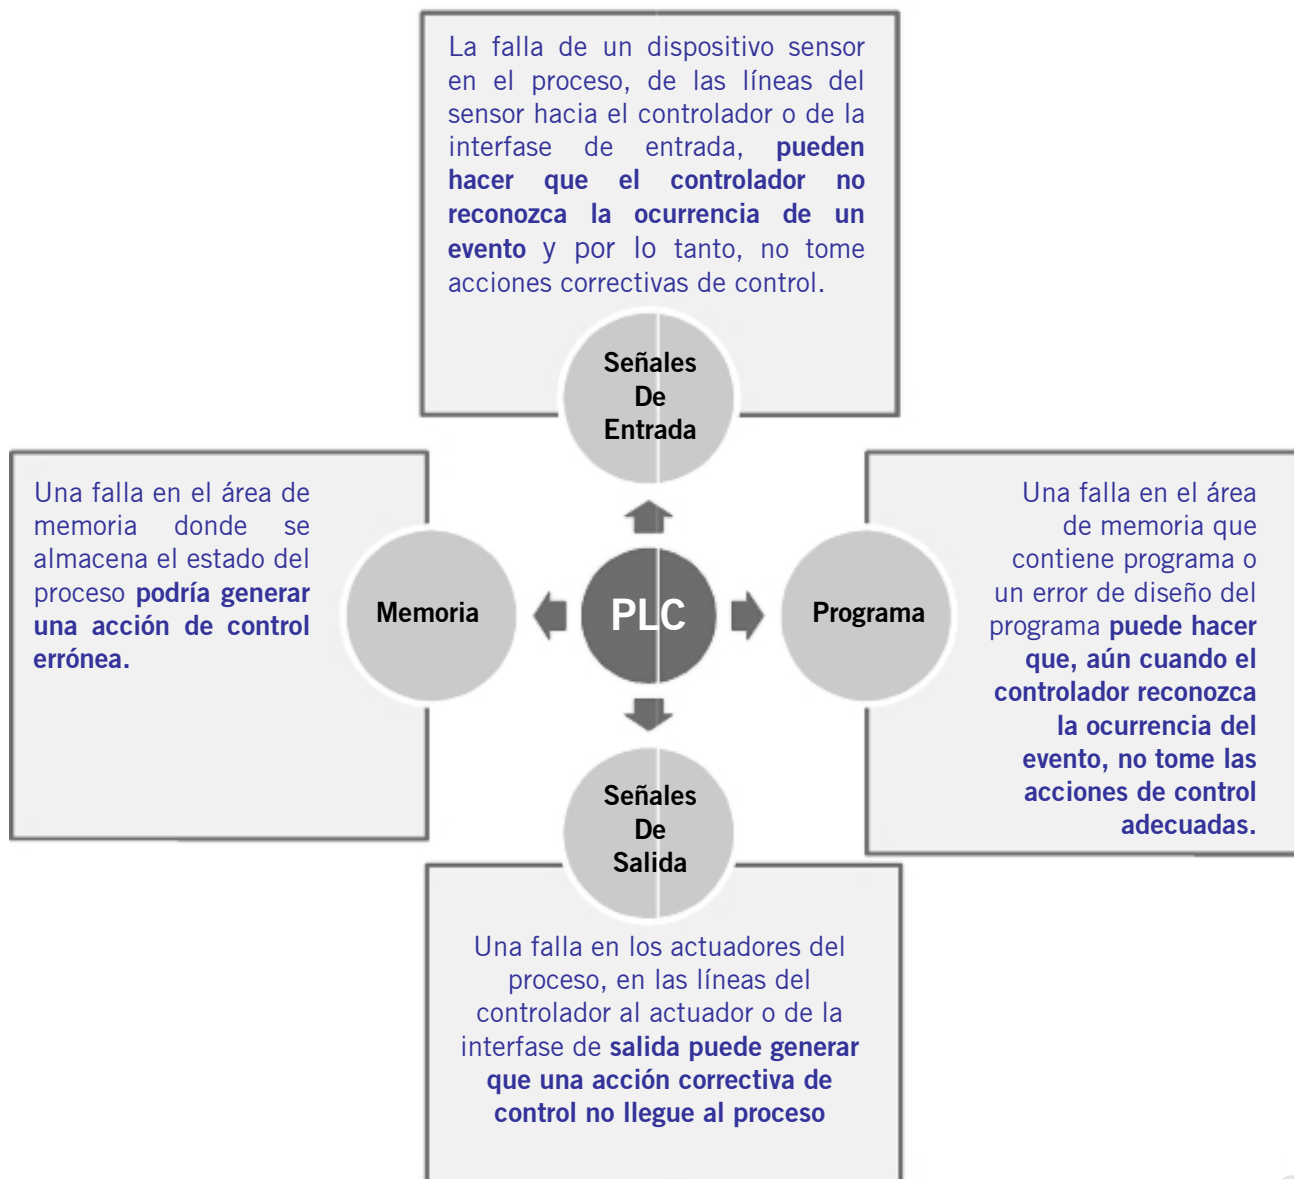 La falla de un dispositivo sensor
en el proceso, de las líneas del
sensor hacia el controlador o de la
interfase de entrada, pueden
hacer que el controlador no
reconozca la ocurrencia de un
evento y por lo tanto, no tome
acciones correctivas de control.
Señales
De
Entrada
Una falla en el área de
memoria donde se
almacena el estado del
proceso podría generar
una acción de control
errónea.
Memoria
PLC
Programa
Una falla en el área
de memoria que
contiene programa o
un error de diseño del
programa puede hacer
que, aún cuando el
controlador reconozca
la ocurrencia del
evento, no tome las
acciones de control
adecuadas.
Señales
De
Salida
Una falla en los actuadores del
proceso, en las líneas del
controlador al actuador o de la
interfase de salida puede generar
que una acción correctiva de
control no llegue al proceso